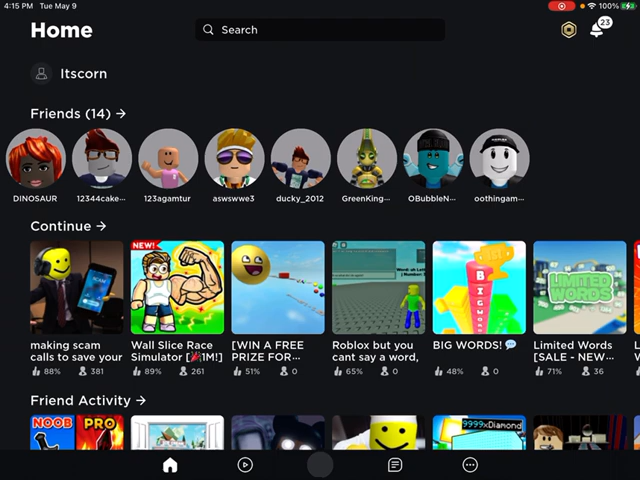 4:15 PM Tue May 9
100%
Home
Search
23
Itscorn
Friends (14) →
DINOSAUR
12344cake···
123agamtur
aswswwe3
ducky_2012
GreenKing···
OBubbleN···
oothingam···
Continue →
NEW!
BIG WORDS
LIMITED WORDS
making scam calls to save your
Wall Slice Race Simulator [🎉1M!]
[WIN A FREE PRIZE FOR···
Roblox but you cant say a word,
BIG WORDS! 💬
Limited Words [SALE - NEW···
88% 381
89% 261
51% 0
65% 0
48% 0
71% 36
Friend Activity →
NOOB PRO
9999xDiamond